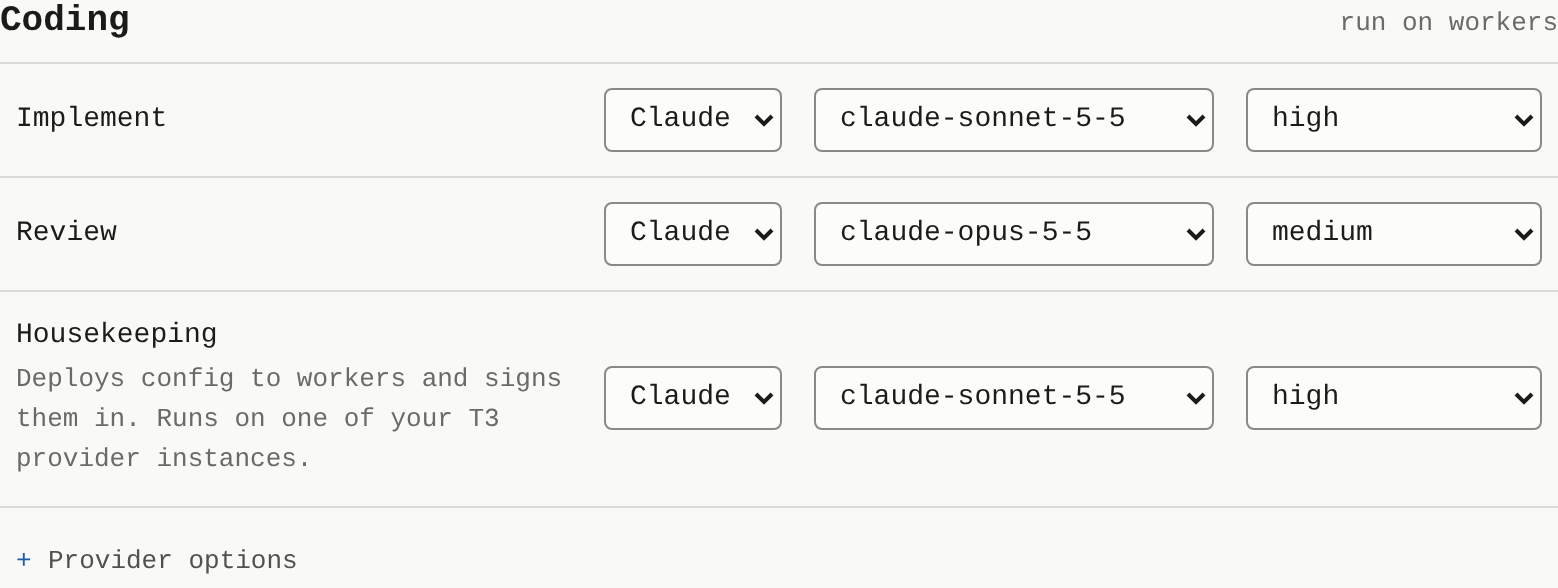 Coding
run on workers
Implement
Claude
claude-sonnet-5-5
high
Review
Claude
claude-opus-5-5
medium
Housekeeping
Deploys config to workers and signs
them in. Runs on one of your T3
provider instances.
Claude
claude-sonnet-5-5
high
+ Provider options